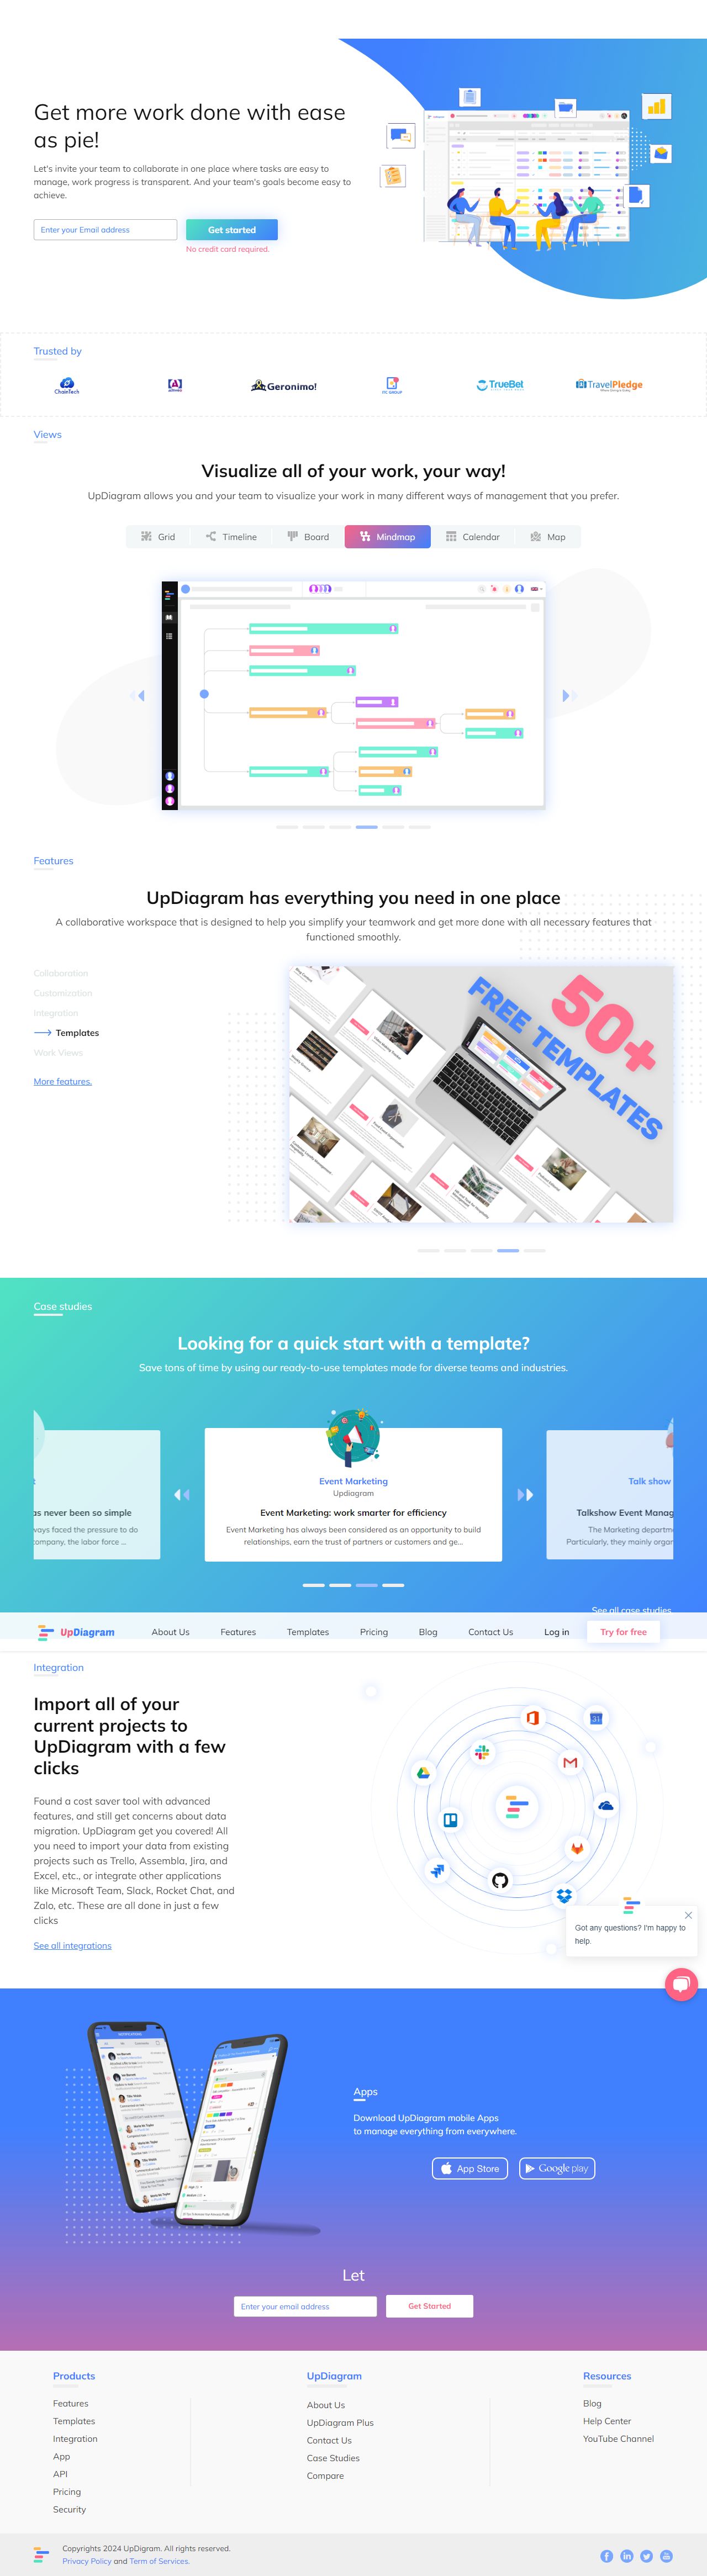 Get more work done with ease
as pie!
Let's invite your team to collaborate in one place where tasks are easy to
manage, work progress is transparent. And your team's goals become easy to
achieve.
Enter your Email address
Get started
No credit card required.
Trusted by
ChainTech
Geronimo!
TrueBet
TravelPledge
Views
Visualize all of your work, your way!
UpDiagram allows you and your team to visualize your work in many different ways of management that you prefer.
Grid
Timeline
Board
Mindmap
Calendar
Map
Features
UpDiagram has everything you need in one place
A collaborative workspace that is designed to help you simplify your teamwork and get more done with all necessary features that
functioned smoothly.
Collaboration
Customization
Integration
Templates
Work Views
More features.
50+
FREE TEMPLATES
Case studies
Looking for a quick start with a template?
Save tons of time by using our ready-to-use templates made for diverse teams and industries.
t
as never been so simple
ways faced the pressure to do
company, the labor force ...
Event Marketing
Updiagram
Event Marketing: work smarter for efficiency
Event Marketing has always been considered as an opportunity to build
relationships, earn the trust of partners or customers and ge...
Talk show
Talkshow Event Manag
The Marketing departm
Particularly, they mainly organ
See all case studies
UpDiagram
About Us
Features
Templates
Pricing
Blog
Contact Us
Log in
Try for free
Integration
Import all of your
current projects to
UpDiagram with a few
clicks
Found a cost saver tool with advanced
features, and still get concerns about data
migration. UpDiagram get you covered! All
you need to import your data from existing
projects such as Trello, Assembla, Jira, and
Excel, etc., or integrate other applications
like Microsoft Team, Slack, Rocket Chat, and
Zalo, etc. These are all done in just a few
clicks
See all integrations
31
Got any questions? I'm happy to
help.
Apps
Download UpDiagram mobile Apps
to manage everything from everywhere.
App Store
Google play
Let
Enter your email address
Get Started
Products
Features
Templates
Integration
App
API
Pricing
Security
UpDiagram
About Us
UpDiagram Plus
Contact Us
Case Studies
Compare
Resources
Blog
Help Center
YouTube Channel
Copyrights 2024 UpDigram. All rights reserved.
Privacy Policy and Term of Services.